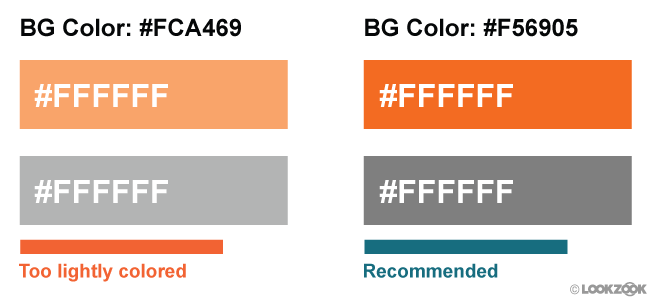 BG Color: #FCA469
#FFFFFF
#FFFFFF
Too lightly colored
BG Color: #F56905
#FFFFFF
#FFFFFF
Recommended
© LOOKZOOK